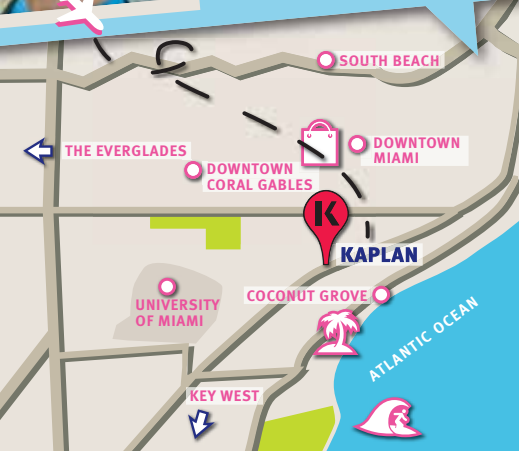 SOUTH BEACH
THE EVERGLADES
DOWNTOWN
MIAMI
DOWNTOWN
CORAL GABLES
K
KAPLAN
COCONUT GROVE
UNIVERSITY
OF MIAMI
ATLANTIC OCEAN
KEY WEST